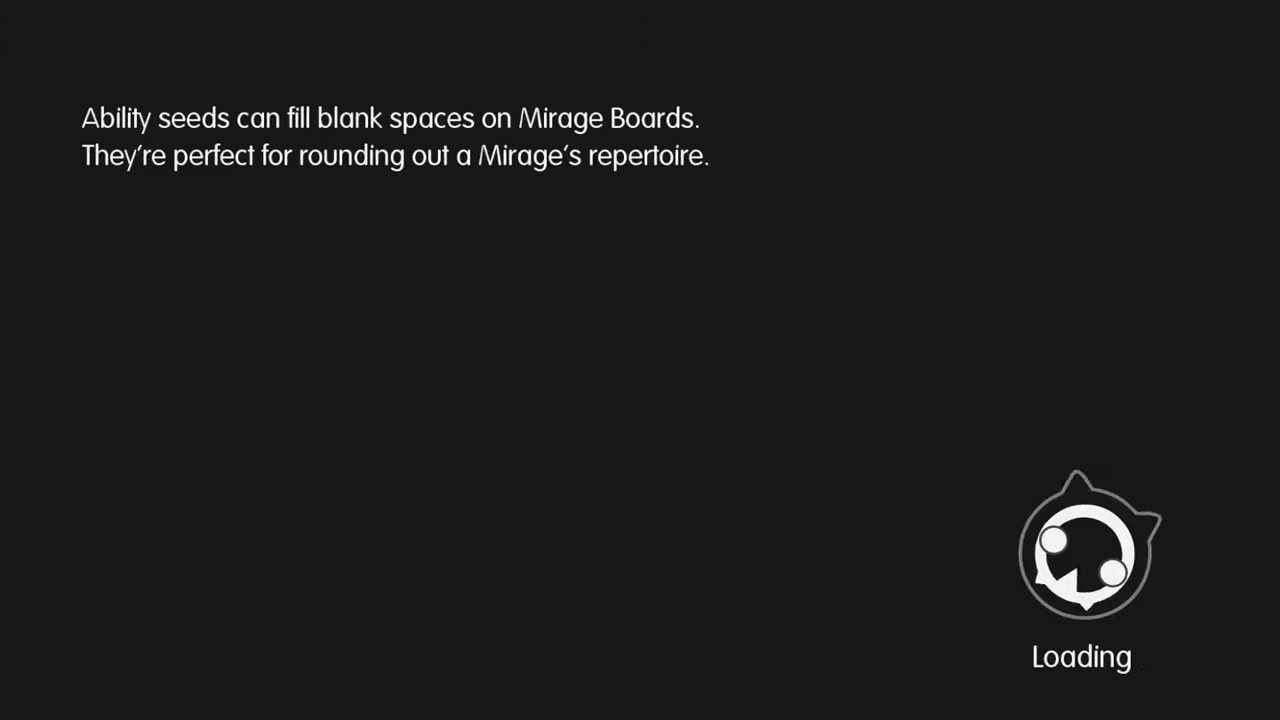 Ability seeds can fill blank spaces on Mirage Boards.
They're perfect for rounding out a Mirage's repertoire.
Loading